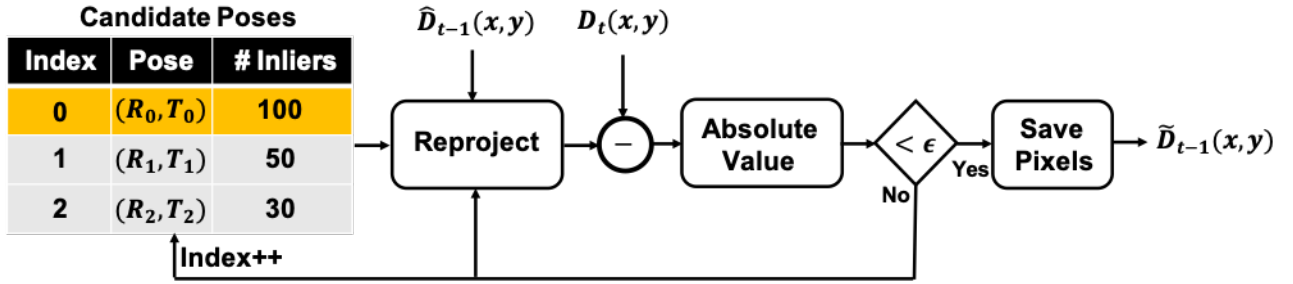 Candidate Poses
Index Pose # Inliers
0 (R₀,T₀) 100
1 (R₁,T₁) 50
2 (R₂,T₂) 30
Index++
D̂ₜ₋₁(x,y)
Dₜ(x,y)
Reproject
−
Absolute
Value
< ϵ
Yes
No
Save
Pixels
D̃ₜ₋₁(x,y)